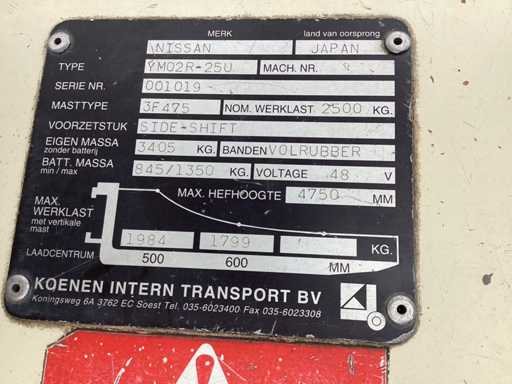 MERK land van oorsprong
NISSAN JAPAN
TYPE YM02R-25U MACH. NR.
SERIE NR. 001019
MASTTYPE 3F475 NOM. WERKLAST 2500 KG.
VOORZETSTUK SIDE-SHIFT
EIGEN MASSA zonder batterij 3405 KG. BANDEN VOLRUBBER
BATT. MASSA min / max 845/1350 KG. VOLTAGE 48 V
MAX. HEFHOOGTE 4750 MM
MAX.
WERKLAST
met vertikale
mast
1984 1799 KG.
LAADCENTRUM 500 600 MM
KOENEN INTERN TRANSPORT BV
Koningsweg 6A 3762 EC Soest Tel. 035-6023400 Fax 035-6023308